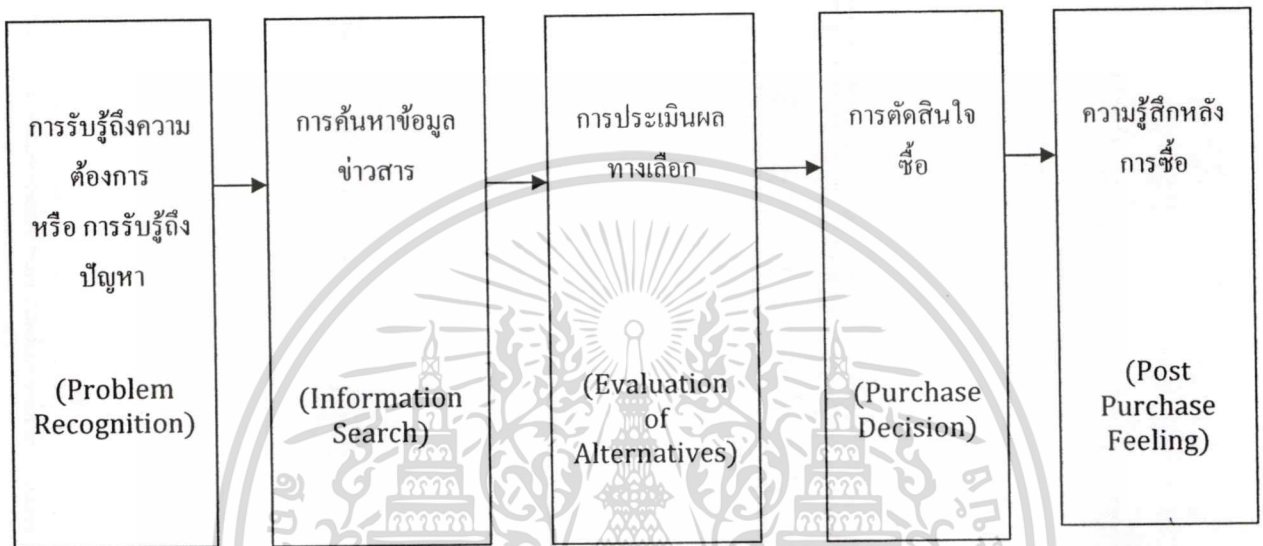 การรับรู้ถึงความ
ต้องการ
หรือ การรับรู้ถึง
ปัญหา
(Problem
Recognition)
การค้นหาข้อมูล
ข่าวสาร
(Information
Search)
การประเมินผล
ทางเลือก
(Evaluation
of
Alternatives)
การตัดสินใจ
ซื้อ
(Purchase
Decision)
ความรู้สึกหลัง
การซื้อ
(Post
Purchase
Feeling)